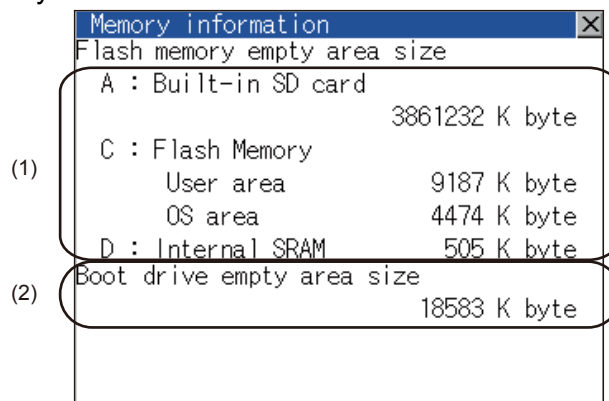 Memory information
Flash memory empty area size
A : Built-in SD card
3861232 K byte
C : Flash Memory
User area 9187 K byte
OS area 4474 K byte
D : Internal SRAM 505 K byte
(1)
Boot drive empty area size
18583 K byte
(2)